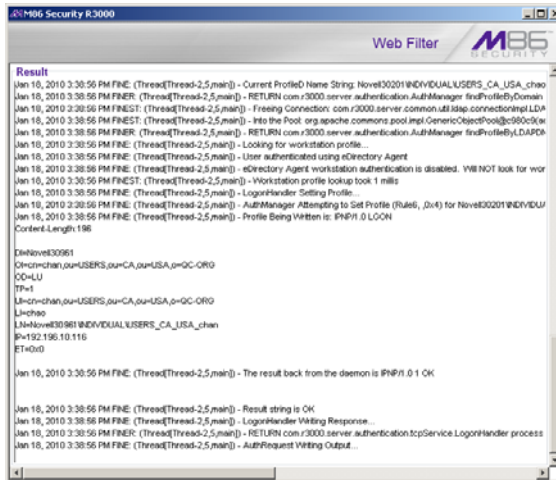 M86 Security R3000
Web Filter
M86
SECURITY
Result
Jan 18, 2010 3:38:56 PM FINE: (Thread[Thread-2,5,main]) - Current ProfileD Name String: Novell30201\INDIVIDUAL\USERS_CA_USA_chao
Jan 18, 2010 3:38:56 PM FINER: (Thread[Thread-2,5,main]) - RETURN com.r3000.server.authentication.AuthManager findProfileByDomain
Jan 18, 2010 3:38:56 PM FINEST: (Thread[Thread-2,5,main]) - Freeing Connection: com.r3000.server.common.util.ldap.connectionImpl.LDA
Jan 18, 2010 3:38:56 PM FINEST: (Thread[Thread-2,5,main]) - Into the Pool: org.apache.commons.pool.impl.GenericObjectPool@c980c9(ac
Jan 18, 2010 3:38:56 PM FINER: (Thread[Thread-2,5,main]) - RETURN com.r3000.server.authentication.AuthManager findProfileByLDAPDN
Jan 18, 2010 3:38:56 PM FINE: (Thread[Thread-2,5,main]) - Looking for workstation profile...
Jan 18, 2010 3:38:56 PM FINE: (Thread[Thread-2,5,main]) - User authenticated using eDirectory Agent
Jan 18, 2010 3:38:56 PM FINE: (Thread[Thread-2,5,main]) - eDirectory Agent workstation authentication is disabled. Will NOT look for wor
Jan 18, 2010 3:38:56 PM FINEST: (Thread[Thread-2,5,main]) - Workstation profile lookup took 1 millis
Jan 18, 2010 3:38:56 PM FINE: (Thread[Thread-2,5,main]) - LogonHandler Setting Profile...
Jan 18, 2010 3:38:56 PM FINE: (Thread[Thread-2,5,main]) - AuthManager Attempting to Set Profile (Rule6, ,0x4) for Novell30201\INDIVIDU
Jan 18, 2010 3:38:56 PM FINE: (Thread[Thread-2,5,main]) - Profile Being Written is: IPNP/1.0 LOGN
Content-Length:196
DI=Novell30961
OI=cn=chan,ou=USERS,ou=CA,ou=USA,o=QC-ORG
OD=LU
TP=1
UI=cn=chan,ou=USERS,ou=CA,ou=USA,o=QC-ORG
LI=chao
LN=Novell30961\INDIVIDUAL\USERS_CA_USA_chan
IP=192.196.10.116
ET=0x0
Jan 18, 2010 3:38:56 PM FINE: (Thread[Thread-2,5,main]) - The result back from the daemon is IPNP/1.0 1 OK
Jan 18, 2010 3:38:56 PM FINE: (Thread[Thread-2,5,main]) - Result string is OK
Jan 18, 2010 3:38:56 PM FINE: (Thread[Thread-2,5,main]) - LogonHandler Writing Response...
Jan 18, 2010 3:38:56 PM FINER: (Thread[Thread-2,5,main]) - RETURN com.r3000.server.authentication.tcpService.LogonHandler process
Jan 18, 2010 3:38:56 PM FINE: (Thread[Thread-2,5,main]) - AuthRequest Writing Output...